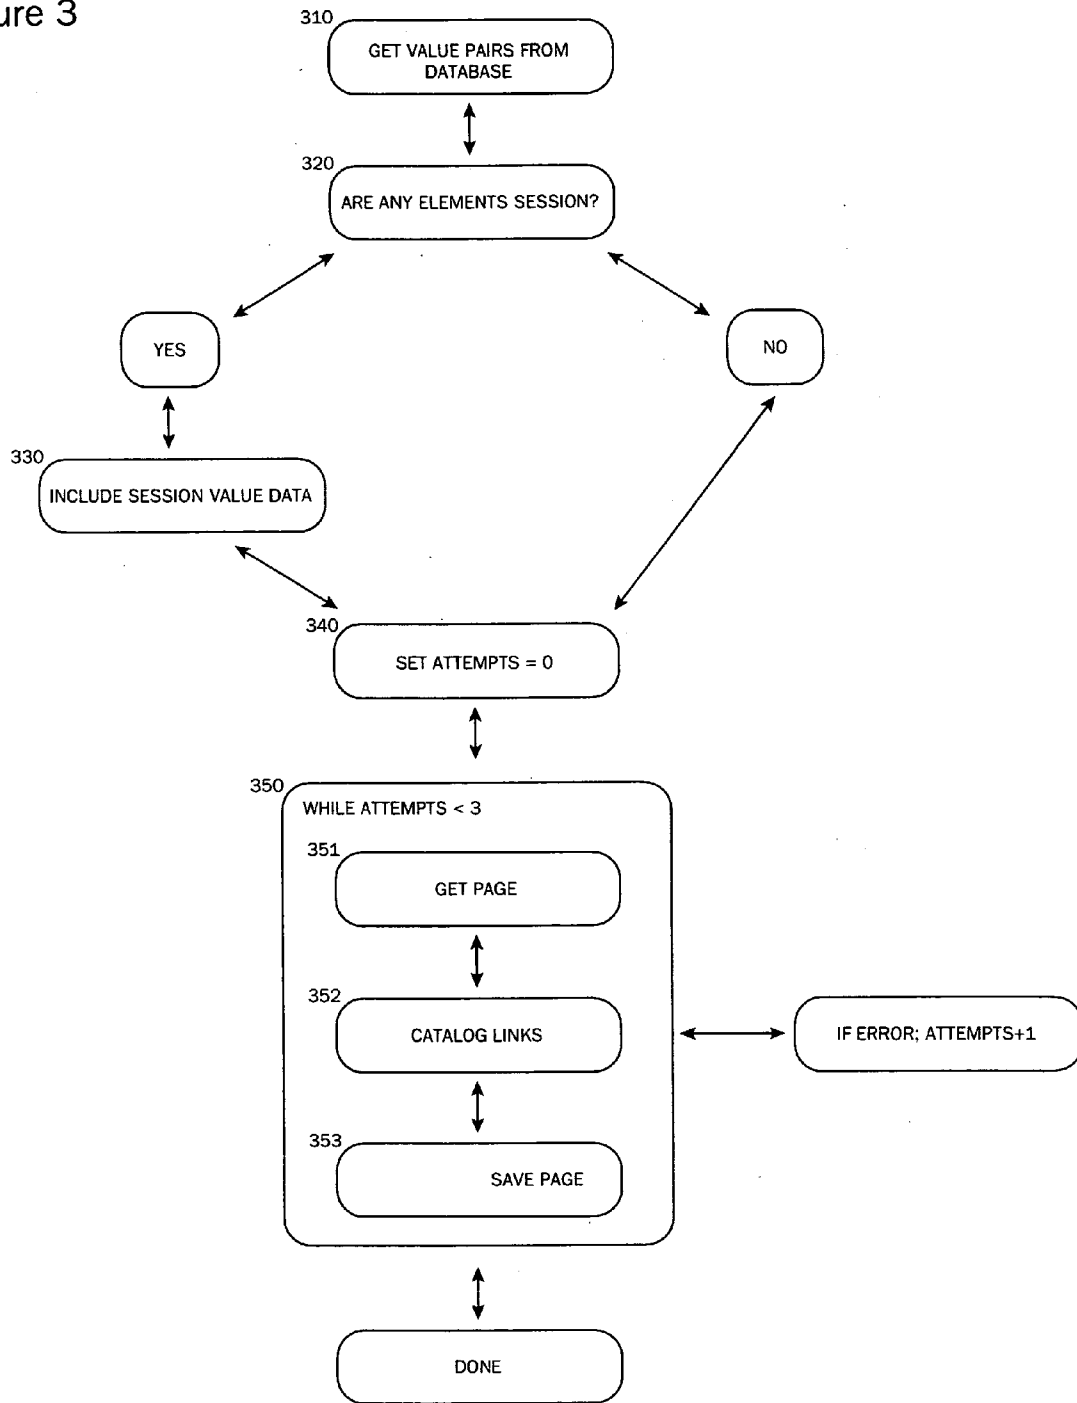 ure 3
310
GET VALUE PAIRS FROM
DATABASE
320
ARE ANY ELEMENTS SESSION?
YES
NO
330
INCLUDE SESSION VALUE DATA
340
SET ATTEMPTS = 0
350
WHILE ATTEMPTS < 3
351
GET PAGE
352
CATALOG LINKS
IF ERROR; ATTEMPTS+1
353
SAVE PAGE
DONE